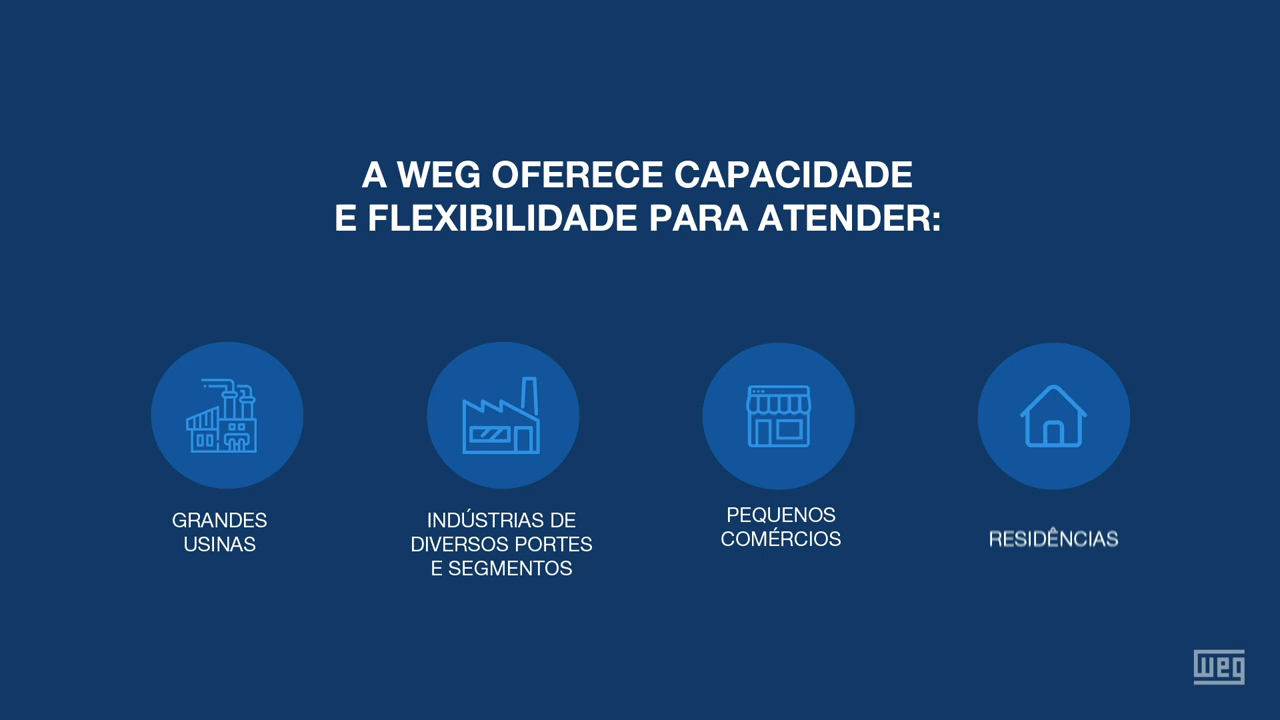 A WEG OFERECE CAPACIDADE
E FLEXIBILIDADE PARA ATENDER:
GRANDES
USINAS
INDÚSTRIAS DE
DIVERSOS PORTES
E SEGMENTOS
PEQUENOS
COMÉRCIOS
RESIDÊNCIAS
weg